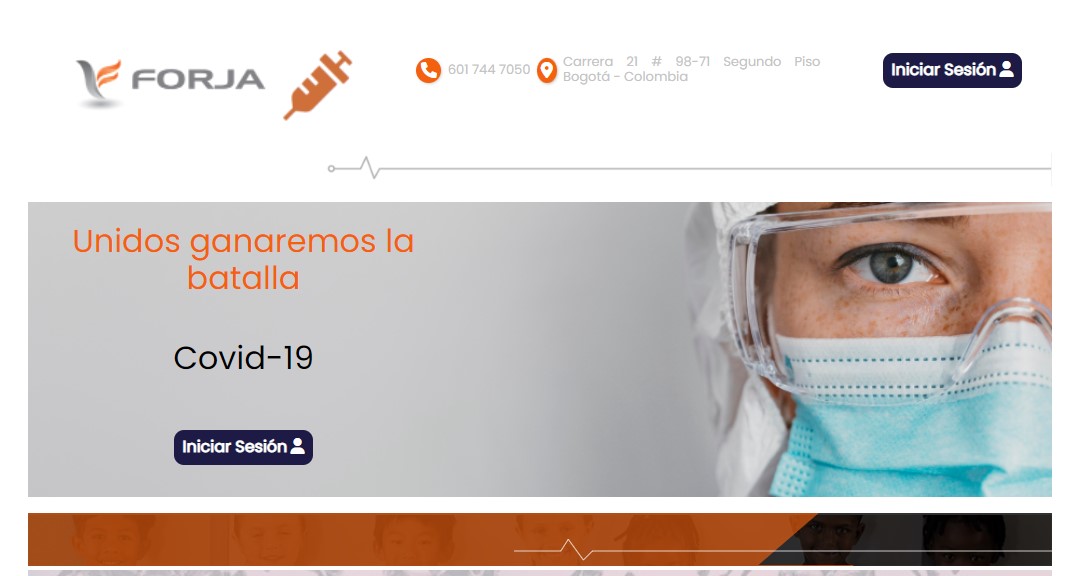 FORJA
601 744 7050
Carrera 21 # 98-71 Segundo Piso
Bogotá - Colombia
Iniciar Sesión
Unidos ganaremos la
batalla
Covid-19
Iniciar Sesión